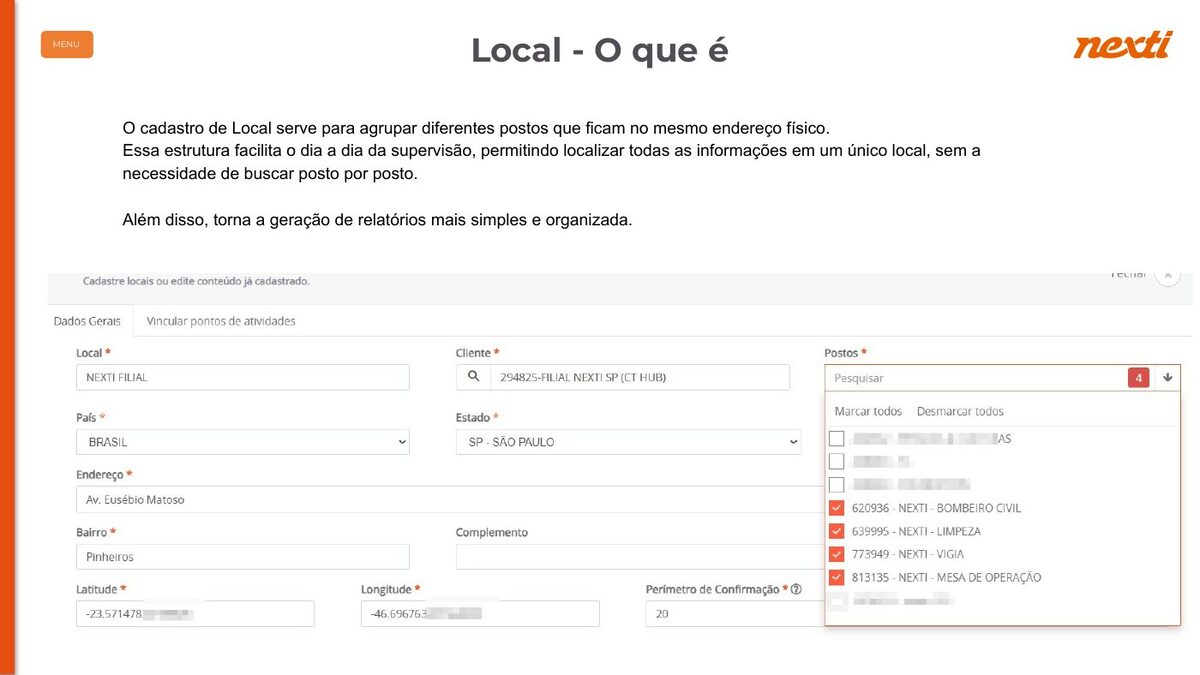 MENU
Local - O que é
nexti
O cadastro de Local serve para agrupar diferentes postos que ficam no mesmo endereço físico.
Essa estrutura facilita o dia a dia da supervisão, permitindo localizar todas as informações em um único local, sem a
necessidade de buscar posto por posto.
Além disso, torna a geração de relatórios mais simples e organizada.
Cadastre locais ou edite conteúdo já cadastrado.
Fechar
Dados Gerais Vincular pontos de atividades
Local * Cliente * Postos *
NEXTI FILIAL 294825-FILIAL NEXTI SP (CT HUB) Pesquisar 4
Marcar todos Desmarcar todos
País * Estado *
BRASIL SP - SÃO PAULO
AS
Endereço *
Av. Eusébio Matoso
620936 - NEXTI - BOMBEIRO CIVIL
639995 - NEXTI - LIMPEZA
773949 - NEXTI - VIGIA
813135 - NEXTI - MESA DE OPERAÇÃO
Bairro * Complemento
Pinheiros
Latitude * Longitude * Perímetro de Confirmação *
-23.571478 -46.696763 20